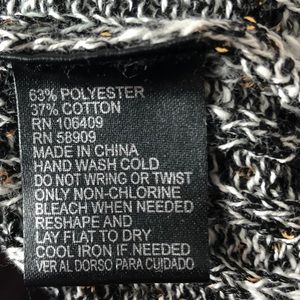 63% POLYESTER
37% COTTON
RN 106409
RN 58909
MADE IN CHINA
HAND WASH COLD
DO NOT WRING OR TWIST
ONLY NON-CHLORINE
BLEACH WHEN NEEDED
RESHAPE AND
LAY FLAT TO DRY
COOL IRON IF NEEDED
VER AL DORSO PARA CUIDADO